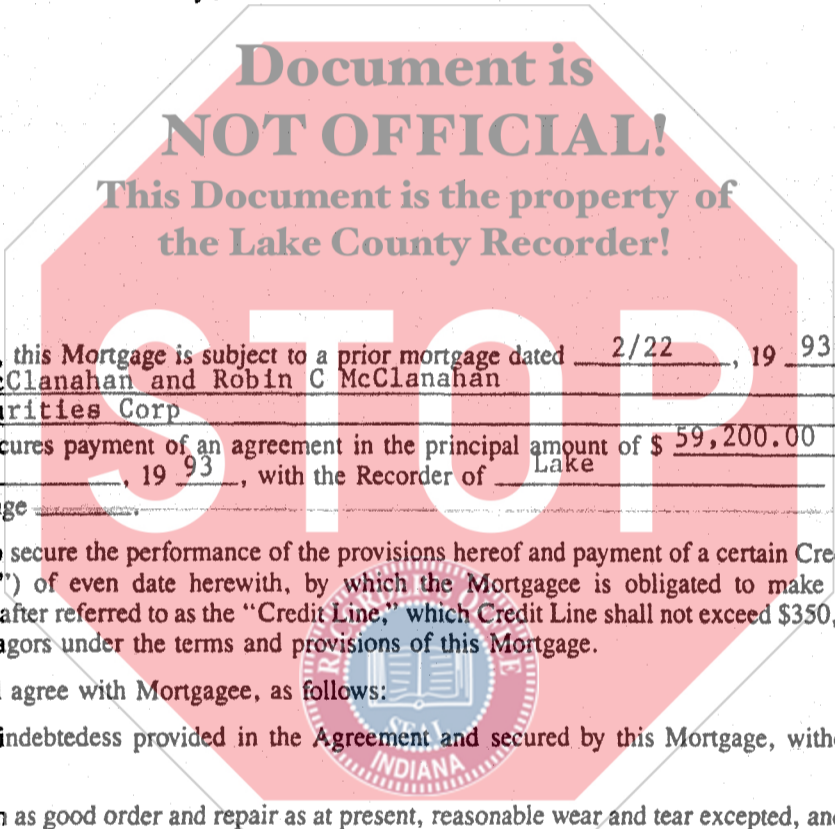 Document is
NOT OFFICIAL!
This Document is the property of
the Lake County Recorder!
STOP
this Mortgage is subject to a prior mortgage dated 2/22, 19 93
cClanahan and Robin C McClanahan
rities Corp
cures payment of an agreement in the principal amount of $ 59,200.00
, 19 93, with the Recorder of Lake
ge
secure the performance of the provisions hereof and payment of a certain Cre
") of even date herewith, by which the Mortgagee is obligated to make
after referred to as the “Credit Line,” which Credit Line shall not exceed $350,
agors under the terms and provisions of this Mortgage.
agree with Mortgagee, as follows:
indebtedess provided in the Agreement and secured by this Mortgage, with
as good order and repair as at present, reasonable wear and tear excepted, an
SEAL
INDIANA